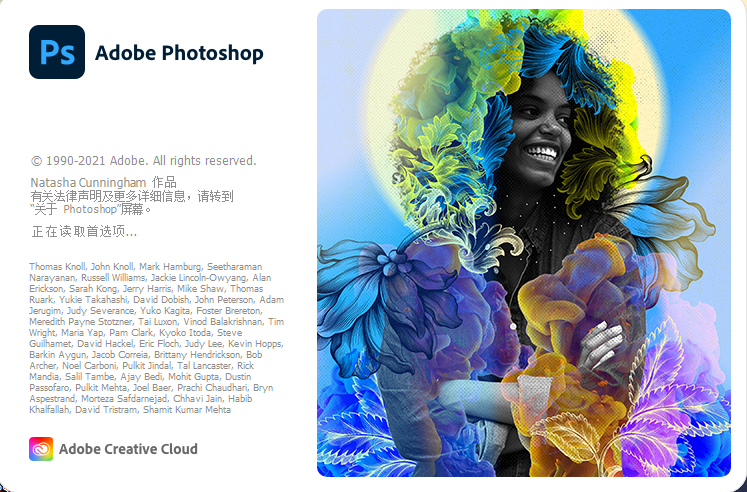 Ps Adobe Photoshop
© 1990-2021 Adobe. All rights reserved.
Natasha Cunningham 作品
有关法律声明及更多详细信息，请转到
“关于 Photoshop”屏幕。
正在读取首选项...
Thomas Knoll, John Knoll, Mark Hamburg, Seetharaman
Narayanan, Russell Williams, Jackie Lincoln-Owyang, Alan
Erickson, Sarah Kong, Jerry Harris, Mike Shaw, Thomas
Ruark, Yukie Takahashi, David Dobish, John Peterson, Adam
Jerugim, Judy Severance, Yuko Kagita, Foster Brereton,
Meredith Payne Stotzner, Tai Luxon, Vinod Balakrishnan, Tim
Wright, Maria Yap, Pam Clark, Kyoko Itoda, Steve
Guilhamet, David Hackel, Eric Floch, Judy Lee, Kevin Hopps,
Barkin Aygun, Jacob Correia, Brittany Hendrickson, Bob
Archer, Noel Carboni, Pulkit Jindal, Tal Lancaster, Rick
Mandia, Salil Tambe, Ajay Bedi, Mohit Gupta, Dustin
Passofaro, Pulkit Mehta, Joel Baer, Prachi Chaudhari, Bryn
Aspestrand, Morteza Safdarnejad, Chhavi Jain, Habib
Khalfallah, David Tristram, Shamit Kumar Mehta
Adobe Creative Cloud